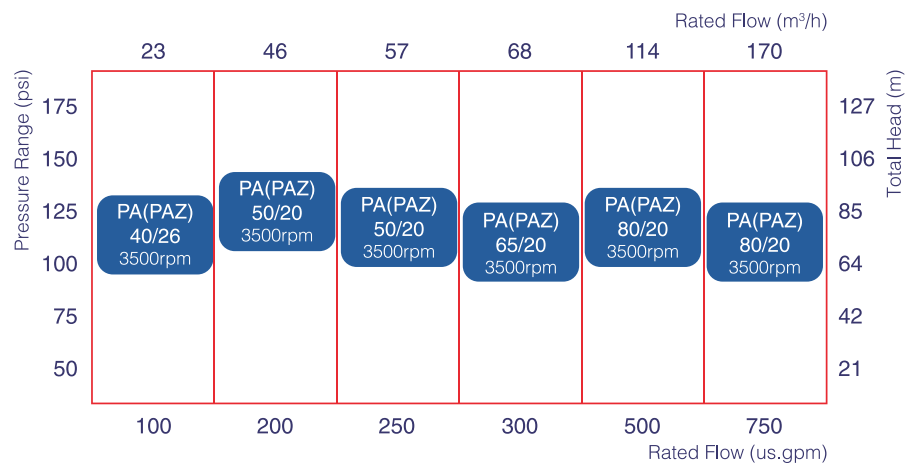 Rated Flow (m³/h)
23 46 57 68 114 170
Pressure Range (psi)
175
150
125
100
75
50
PA(PAZ)
40/26
3500rpm
PA(PAZ)
50/20
3500rpm
PA(PAZ)
50/20
3500rpm
PA(PAZ)
65/20
3500rpm
PA(PAZ)
80/20
3500rpm
PA(PAZ)
80/20
3500rpm
127
106
85
64
42
21
Total Head (m)
100 200 250 300 500 750
Rated Flow (us.gpm)